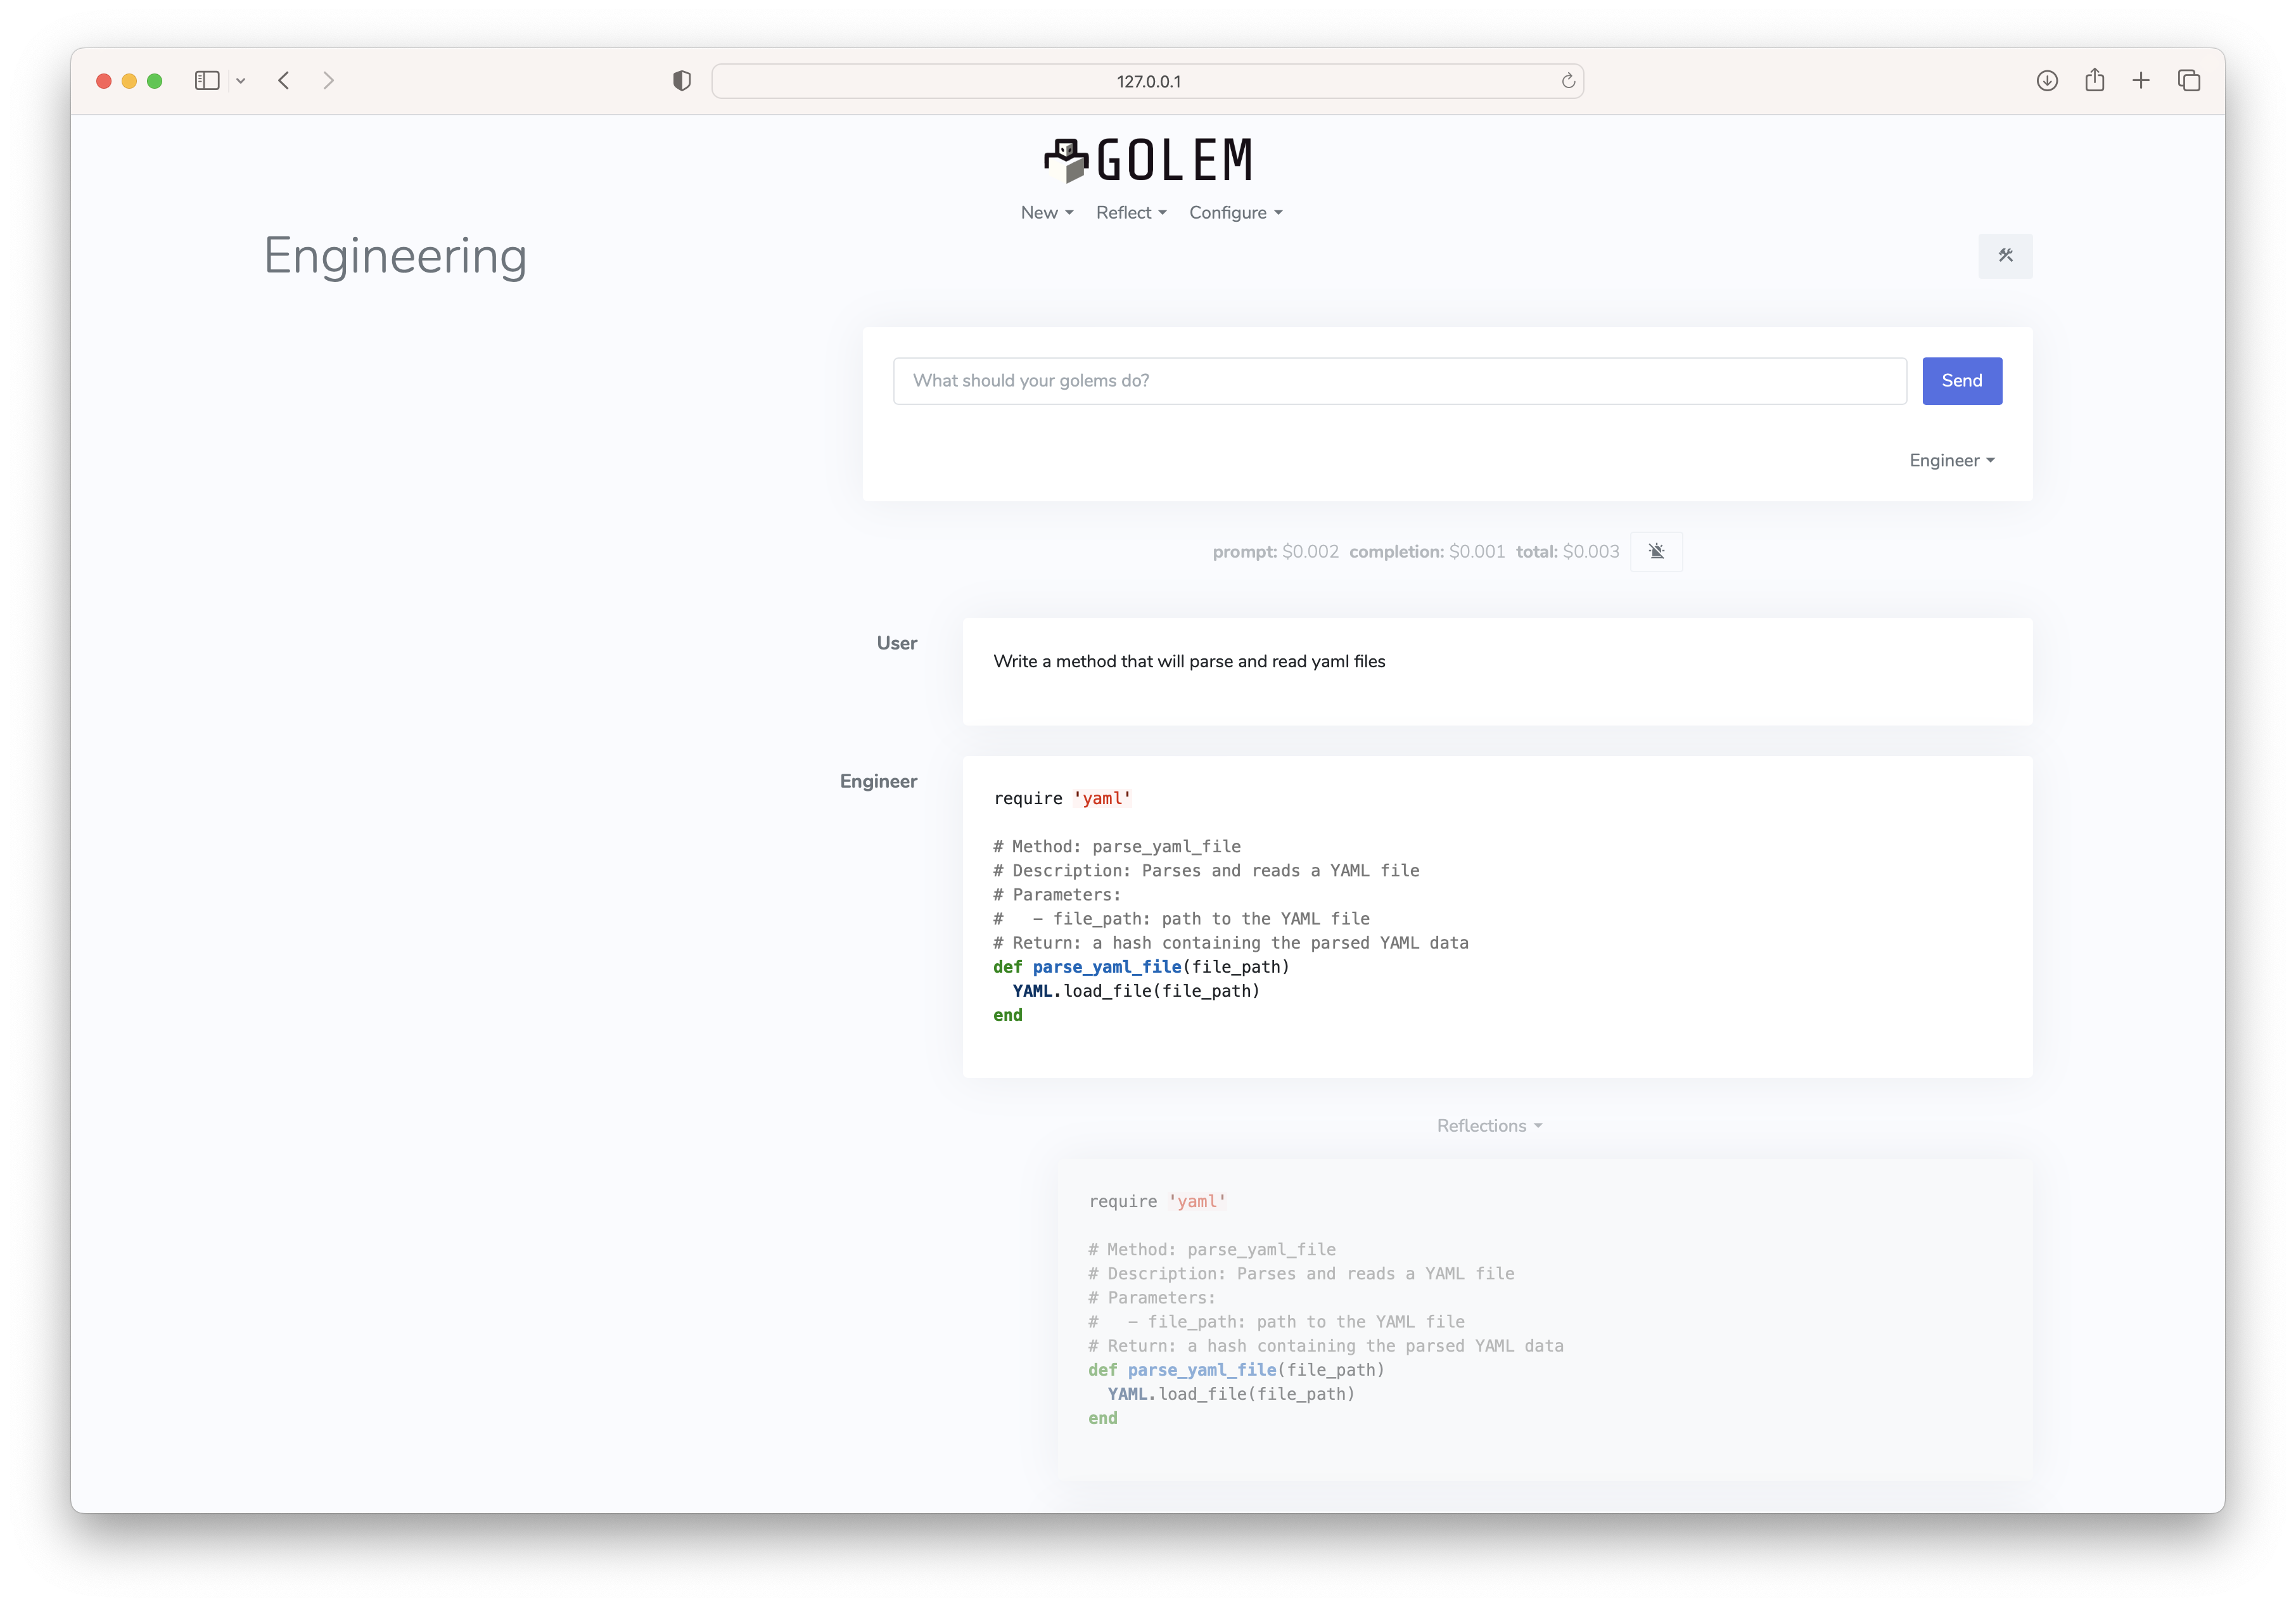 127.0.0.1
GOLEM
New Reflect Configure
Engineering
What should your golems do?
Send
Engineer
prompt: $0.002 completion: $0.001 total: $0.003
User
Write a method that will parse and read yaml files
Engineer
require 'yaml'
# Method: parse_yaml_file
# Description: Parses and reads a YAML file
# Parameters:
#   - file_path: path to the YAML file
# Return: a hash containing the parsed YAML data
def parse_yaml_file(file_path)
  YAML.load_file(file_path)
end
Reflections
require 'yaml'
# Method: parse_yaml_file
# Description: Parses and reads a YAML file
# Parameters:
#   - file_path: path to the YAML file
# Return: a hash containing the parsed YAML data
def parse_yaml_file(file_path)
  YAML.load_file(file_path)
end